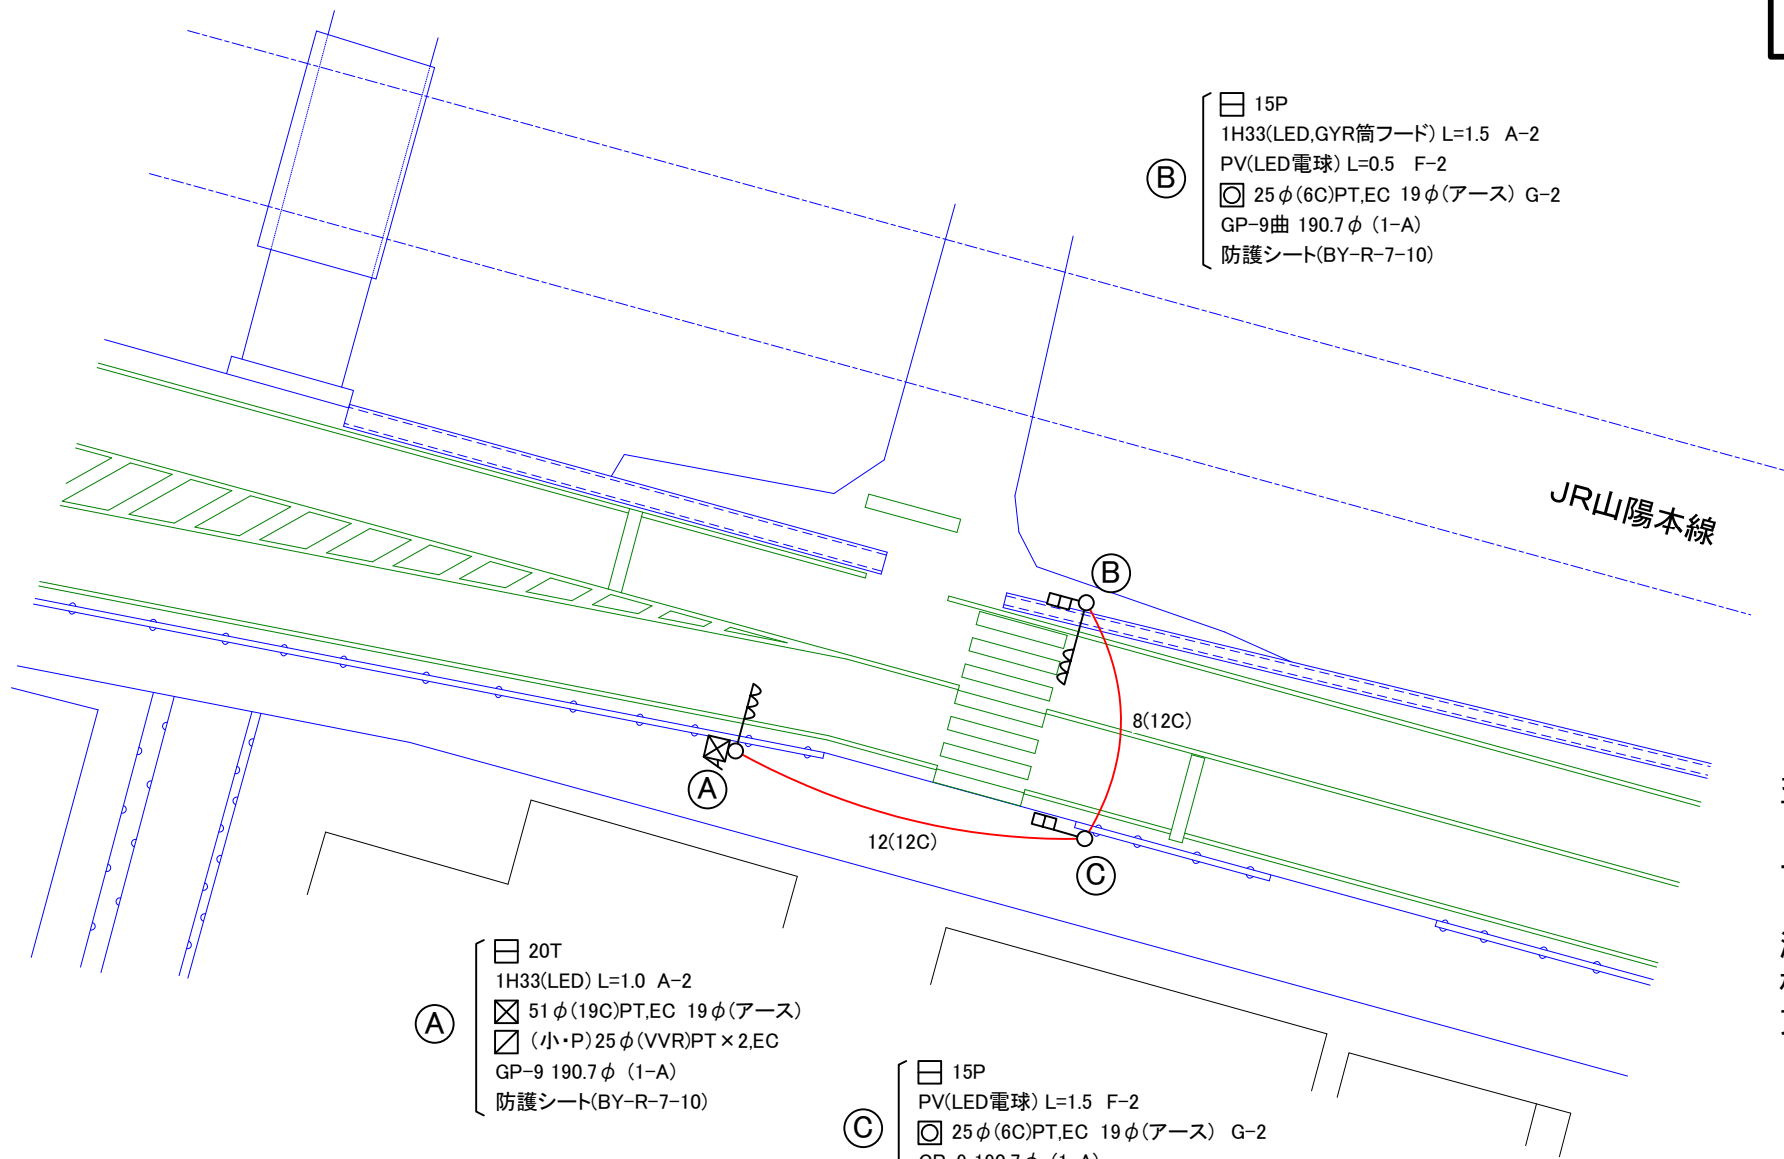 15P
1H33(LED,GYR筒フード) L=1.5 A-2
PV(LED電球) L=0.5 F-2
25φ(6C)PT,EC 19φ(アース) G-2
GP-9曲 190.7φ (1-A)
防護シート(BY-R-7-10)
B
JR山陽本線
B
8(12C)
A
12(12C)
C
20T
1H33(LED) L=1.0 A-2
51φ(19C)PT,EC 19φ(アース)
(小・P)25φ(VVR)PT×2,EC
GP-9 190.7φ (1-A)
防護シート(BY-R-7-10)
A
15P
PV(LED電球) L=1.5 F-2
25φ(6C)PT,EC 19φ(アース) G-2
C